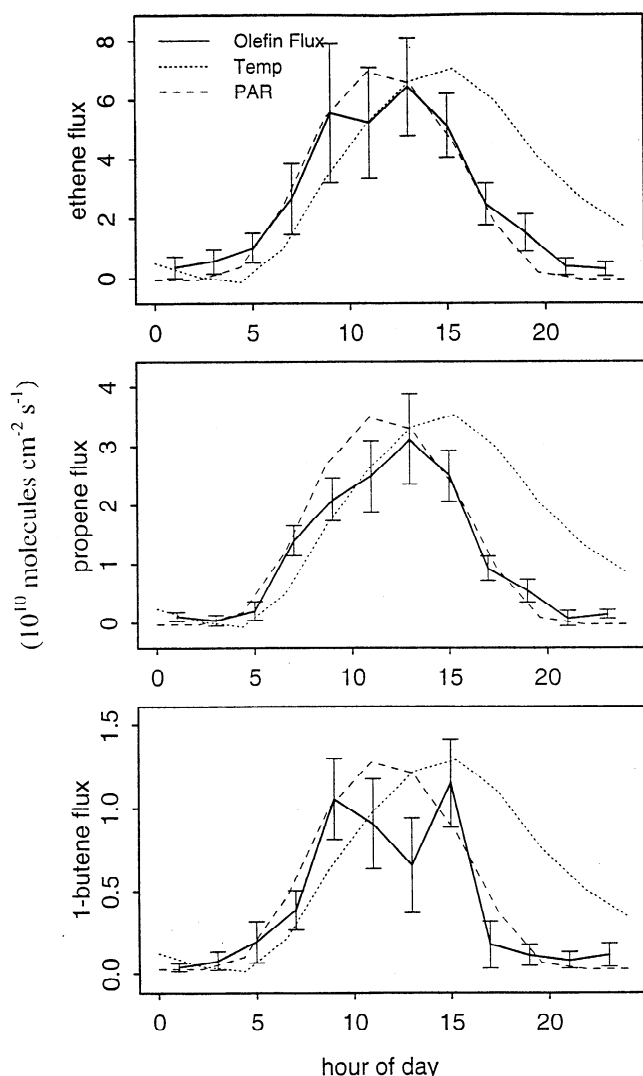 Olefin Flux
Temp
PAR
ethene flux
8
6
4
2
0
0 5 10 15 20
(10¹⁰ molecules cm⁻² s⁻¹)
propene flux
4
3
2
1
0
0 5 10 15 20
1-butene flux
1.5
1.0
0.5
0.0
0 5 10 15 20
hour of day